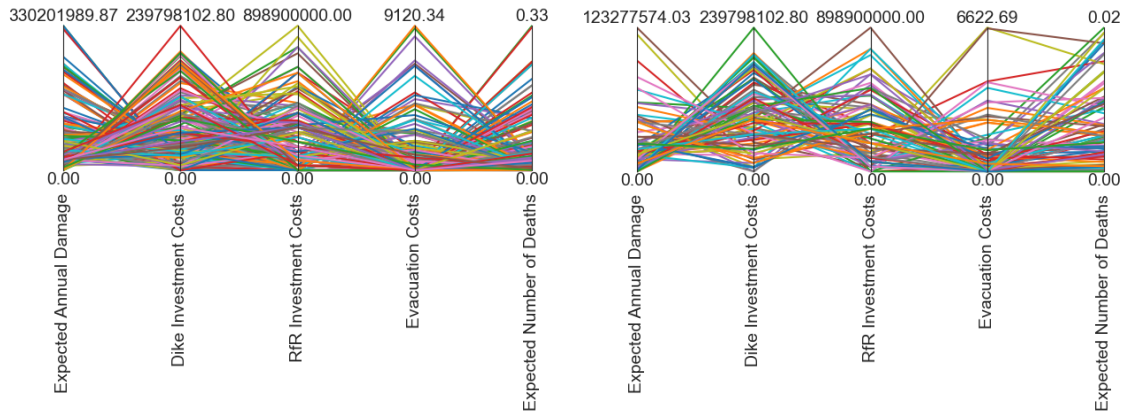 330201989.87 239798102.80 898900000.00 9120.34 0.33
0.00 0.00 0.00 0.00 0.00
Expected Annual Damage
Dike Investment Costs
RfR Investment Costs
Evacuation Costs
Expected Number of Deaths
123277574.03 239798102.80 898900000.00 6622.69 0.02
0.00 0.00 0.00 0.00 0.00
Expected Annual Damage
Dike Investment Costs
RfR Investment Costs
Evacuation Costs
Expected Number of Deaths